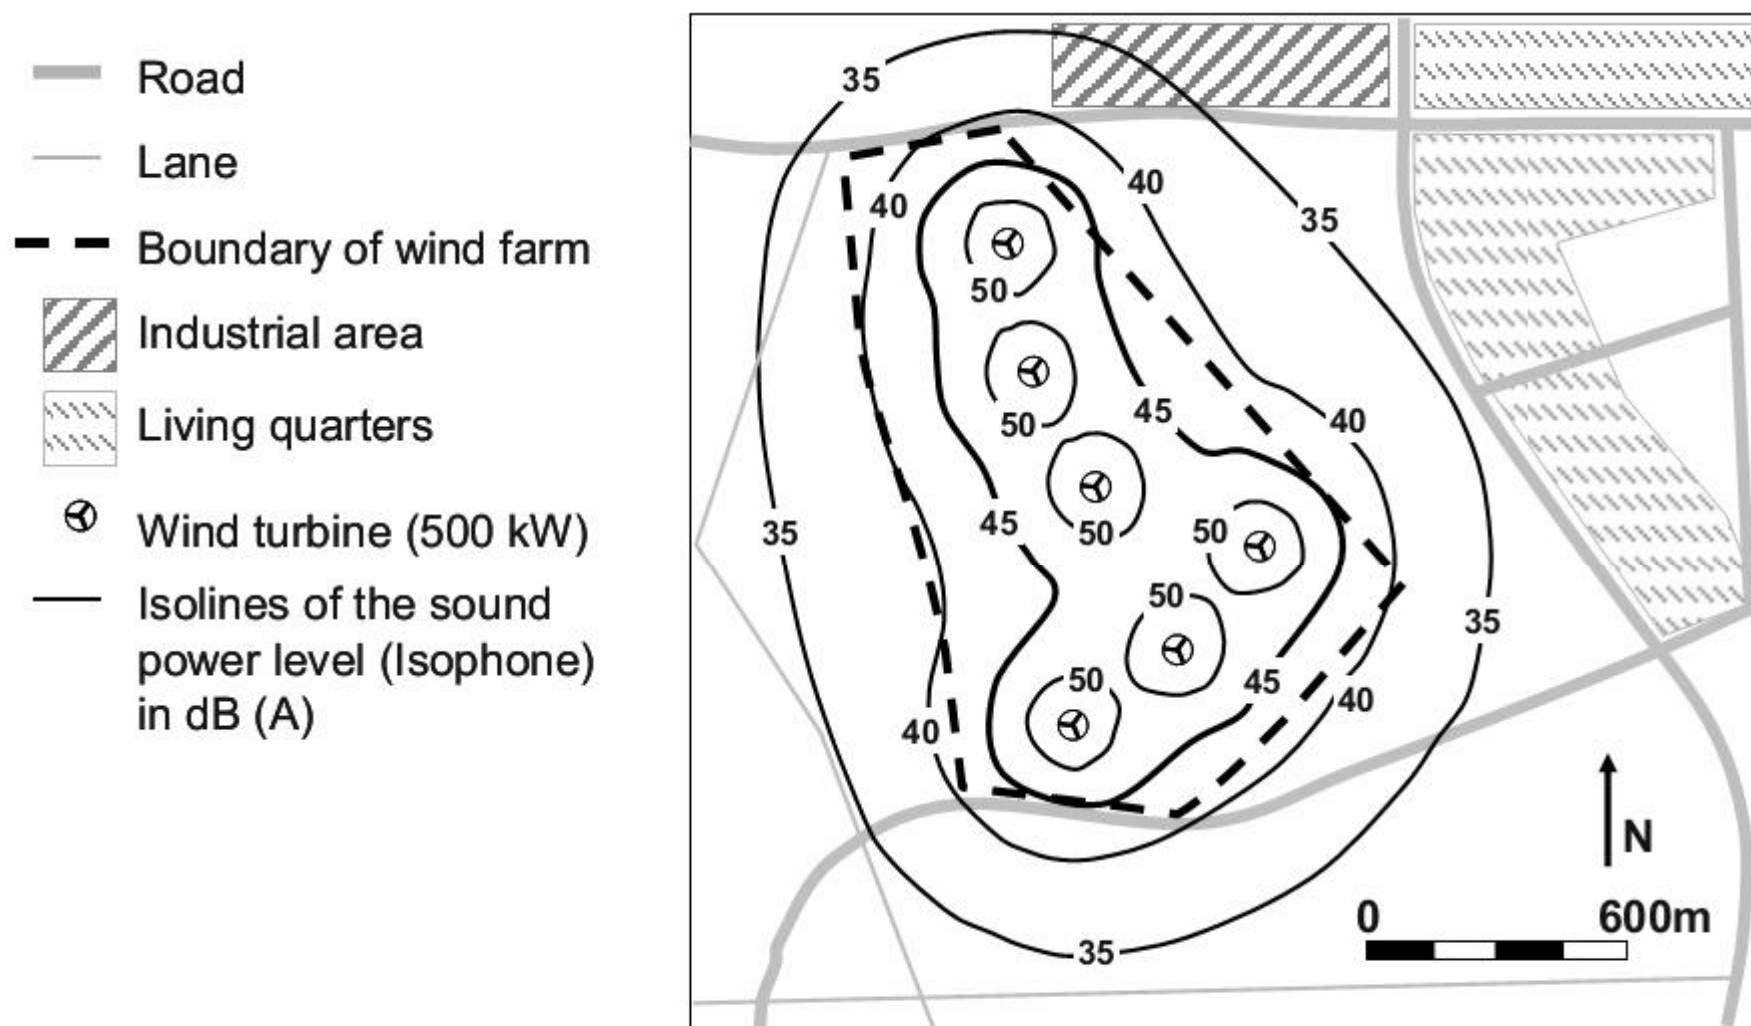 Road
Lane
Boundary of wind farm
Industrial area
Living quarters
Wind turbine (500 kW)
Isolines of the sound
power level (Isophone)
in dB (A)
35
40
40
35
50
50
45
40
45
35
50
50
50
35
50
45
40
40
N
0 600m
35